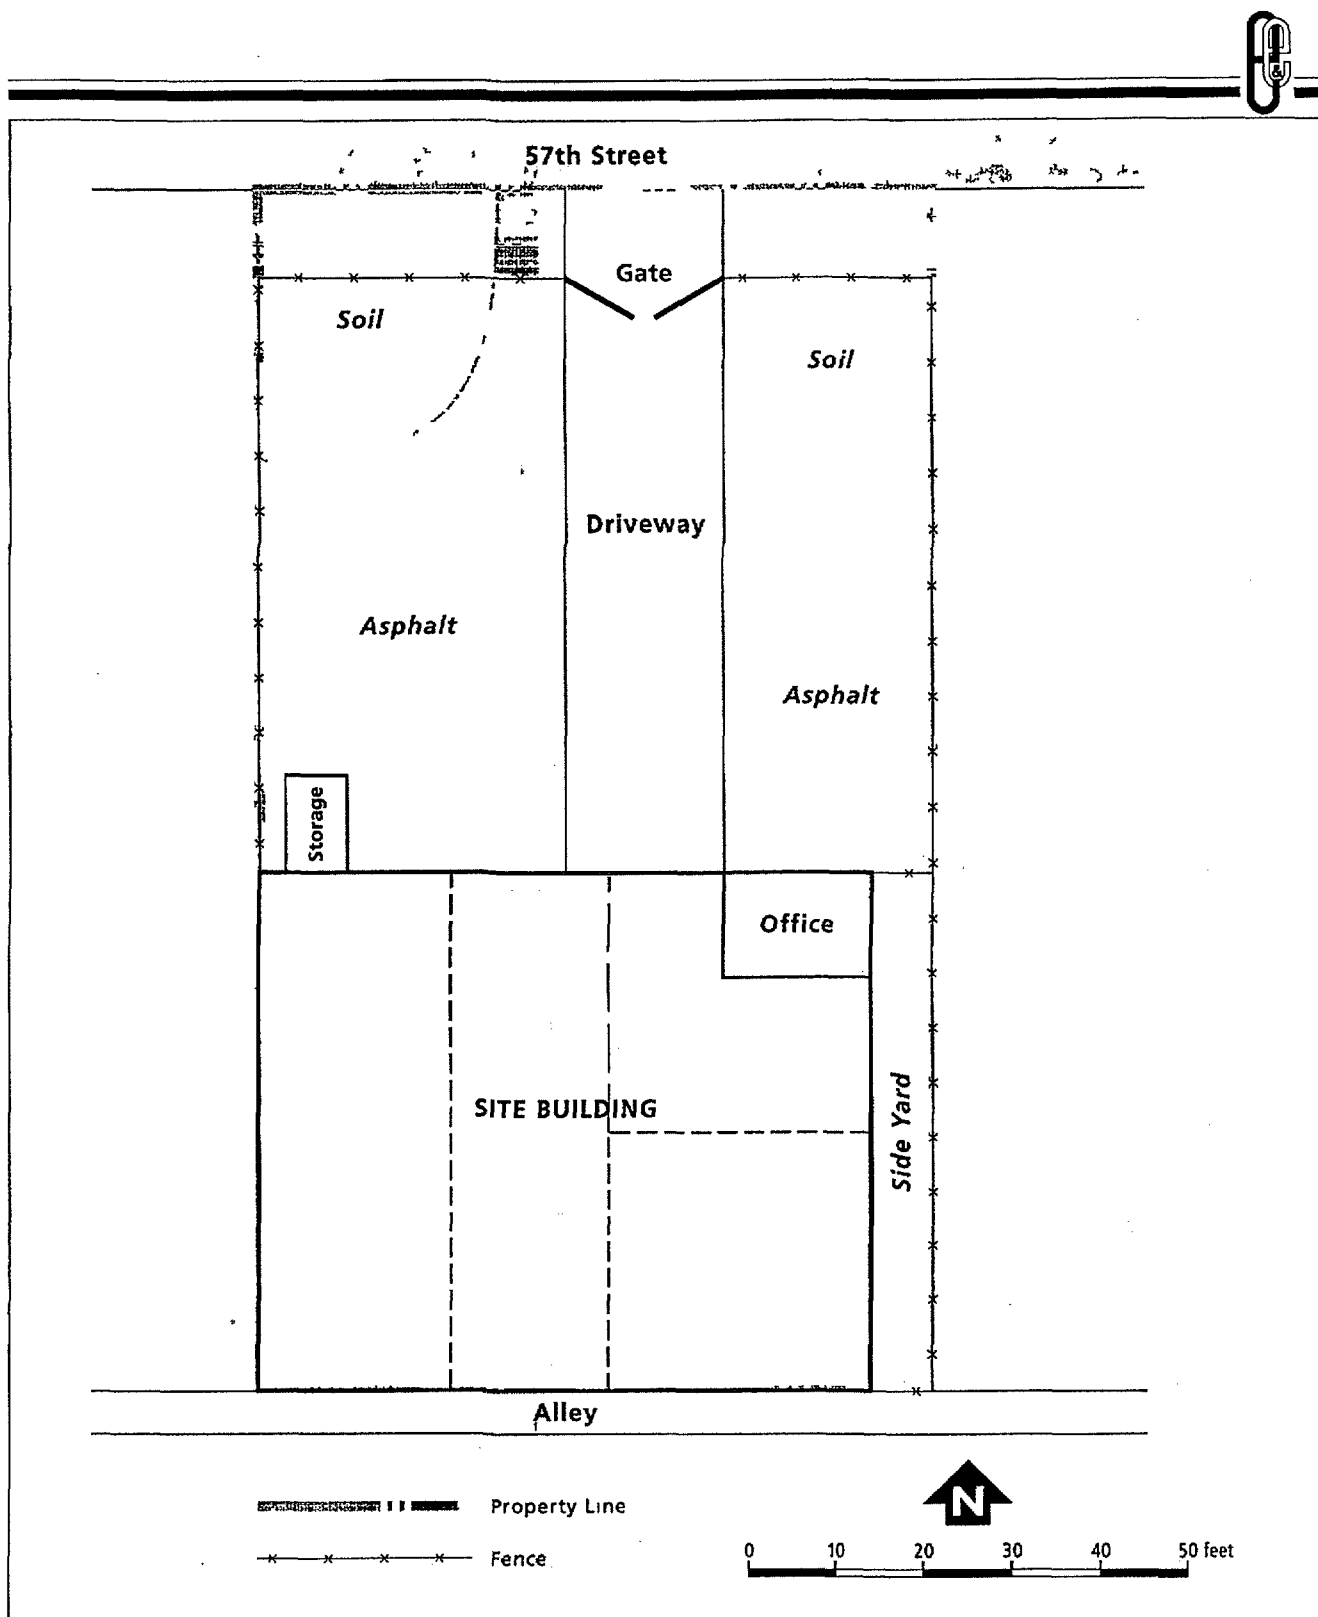 57th Street
Gate
Soil
Soil
Driveway
Asphalt
Asphalt
Storage
Office
SITE BUILDING
Side Yard
Alley
Property Line
N
Fence
0 10 20 30 40 50 feet